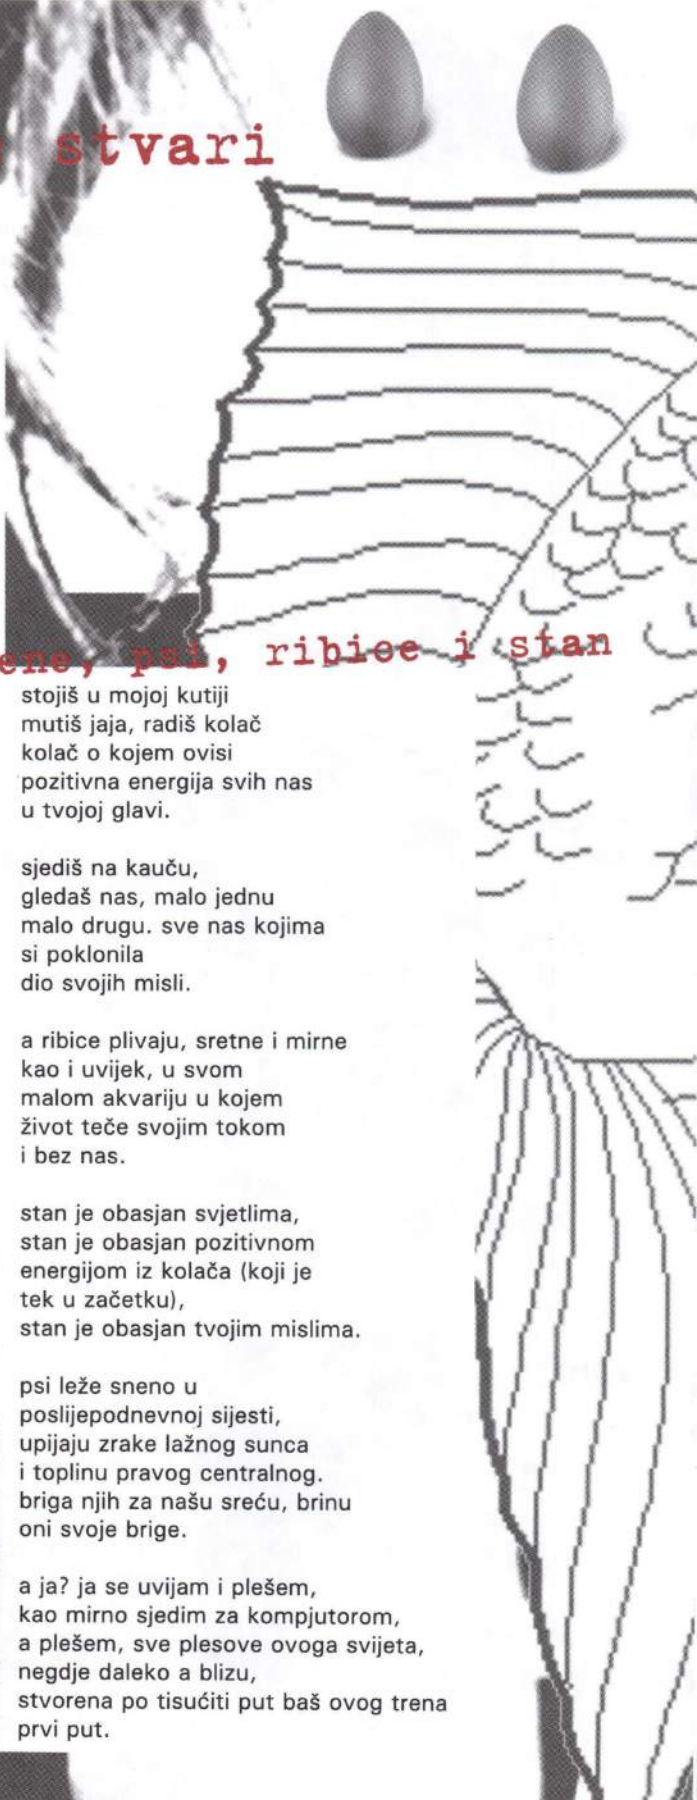 stvari
psi, ribice i stan
stojiš u mojoj kutiji
mutiš jaja, radiš kolač
kolač o kojem ovisi
pozitivna energija svih nas
u tvojoj glavi.
sjediš na kauču,
gledaš nas, malo jednu
malo drugu. sve nas kojima
si poklonila
dio svojih misli.
a ribice plivaju, sretne i mirne
kao i uvijek, u svom
malom akvariju u kojem
život teče svojim tokom
i bez nas.
stan je obasjan svjetlima,
stan je obasjan pozitivnom
energijom iz kolača (koji je
tek u začetku),
stan je obasjan tvojim mislima.
psi leže sneno u
poslijepodnevnoj sijesti,
upijaju zrake lažnog sunca
i toplinu pravog centralnog.
briga njih za našu sreću, brinu
oni svoje brige.
a ja? ja se uvijam i plešem,
kao mirno sjedim za kompjutorom,
a plešem, sve plesove ovoga svijeta,
negdje daleko a blizu,
stvorena po tisućiti put baš ovog trena
prvi put.